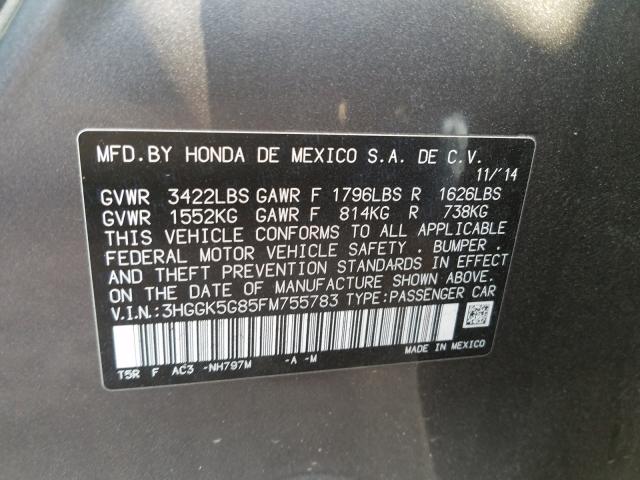 MFD.BY HONDA DE MEXICO S.A. DE C.V.
11/'14
GVWR 3422LBS GAWR F 1796LBS R 1626LBS
GVWR 1552KG GAWR F 814KG R 738KG
THIS VEHICLE CONFORMS TO ALL APPLICABLE
FEDERAL MOTOR VEHICLE SAFETY . BUMPER .
AND THEFT PREVENTION STANDARDS IN EFFECT
ON THE DATE OF MANUFACTURE SHOWN ABOVE.
V.I.N:3HGGK5G85FM755783 TYPE:PASSENGER CAR
T5R F AC3 -NH797M -A -M MADE IN MEXICO